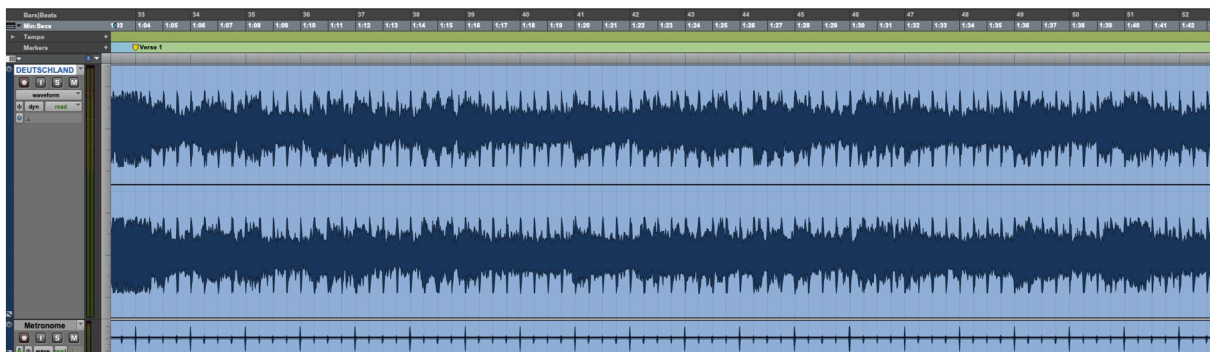 Bars|Beats 33 34 35 36 37 38 39 40 41 42 43 44 45 46 47 48 49 50 51 52
Min:Secs 1:04 1:05 1:06 1:07 1:08 1:09 1:10 1:11 1:12 1:13 1:14 1:15 1:16 1:17 1:18 1:19 1:20 1:21 1:22 1:23 1:24 1:25 1:26 1:27 1:28 1:29 1:30 1:31 1:32 1:33 1:34 1:35 1:36 1:37 1:38 1:39 1:40 1:41 1:42
Tempo +
Markers + Verse 1
DEUTSCHLAND
I S M
waveform
dyn read
Metronome
I S M